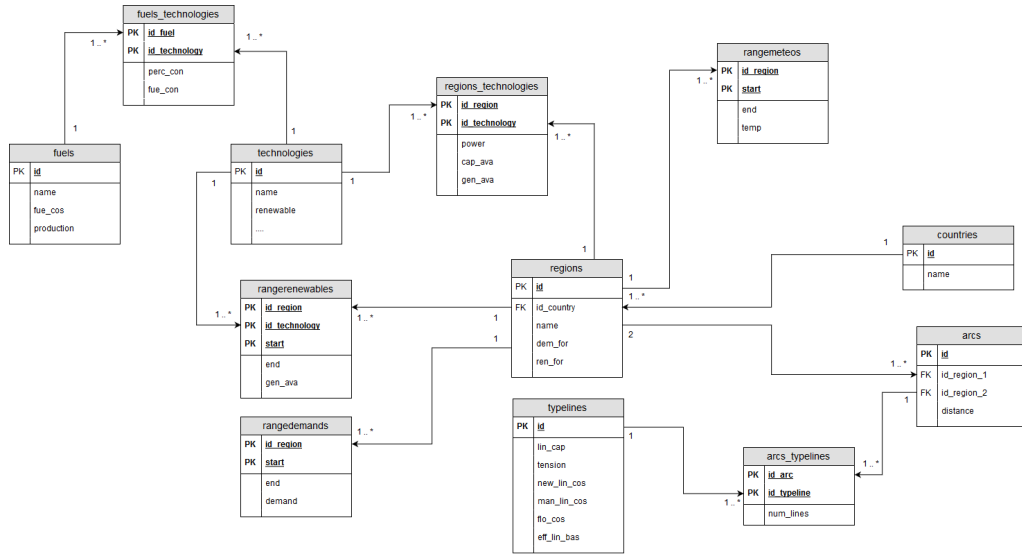 fuels_technologies
PK id_fuel
PK id_technology
perc_con
fue_con
1 .. *
1 .. *
1
1
fuels
PK id
name
fue_cos
production
technologies
PK id
name
renewable
....
1
1
regions_technologies
PK id_region
PK id_technology
power
cap_ava
gen_ava
1 .. *
1 .. *
1
rangemeteos
PK id_region
PK start
end
temp
1 .. *
1
countries
PK id
name
1
1 .. *
regions
PK id
FK id_country
name
dem_for
ren_for
2
1
1
rangerenewables
PK id_region
PK id_technology
PK start
end
gen_ava
1 .. *
1 .. *
rangedemands
PK id_region
PK start
end
demand
1 .. *
arcs
PK id
FK id_region_1
FK id_region_2
distance
1 .. *
1
typelines
PK id
lin_cap
tension
new_lin_cos
man_lin_cos
flo_cos
eff_lin_bas
1
arcs_typelines
PK id_arc
PK id_typeline
num_lines
1 .. *
1 .. *